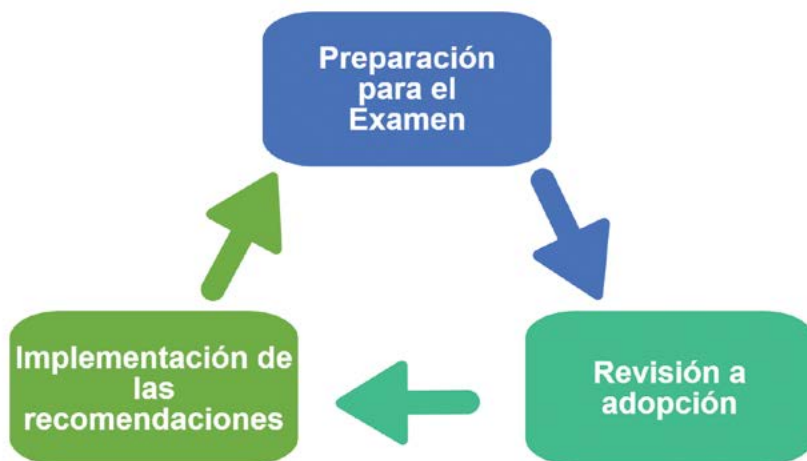 Preparación
para el
Examen
Revisión a
adopción
Implementación de
las
recomendaciones